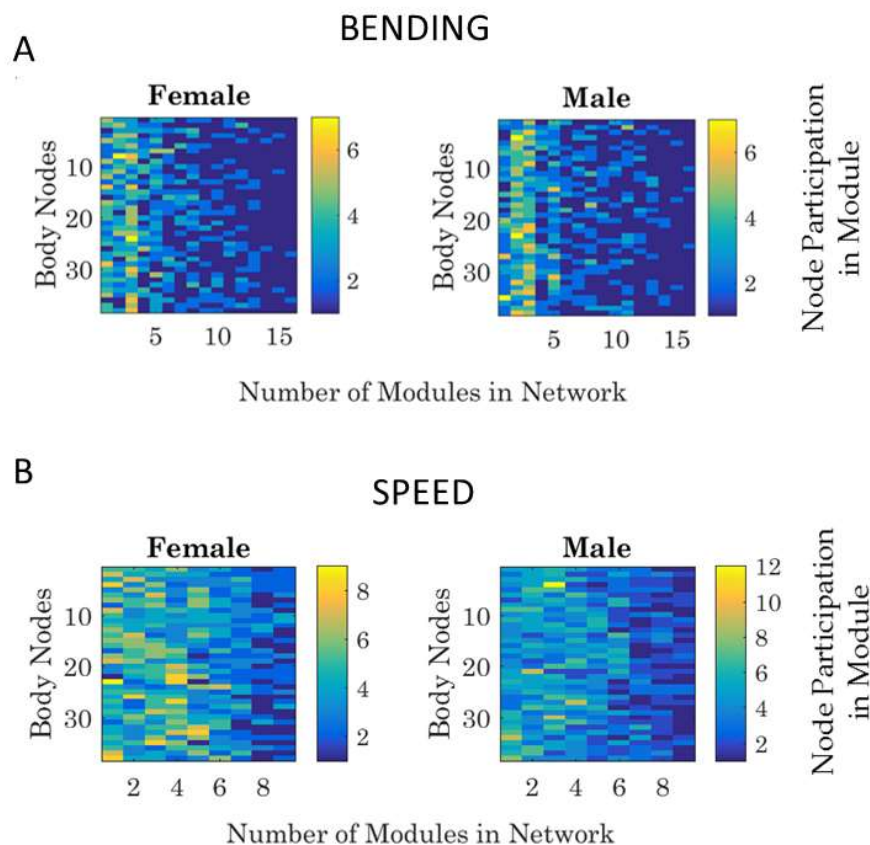 BENDING
A
Female
Male
Body Nodes
10
20
30
5
10
15
6
4
2
Body Nodes
10
20
30
5
10
15
6
4
2
Node Participation
in Module
Number of Modules in Network
B
SPEED
Female
Male
Body Nodes
10
20
30
2
4
6
8
8
6
4
2
Body Nodes
10
20
30
2
4
6
8
12
10
8
6
4
2
Node Participation
in Module
Number of Modules in Network